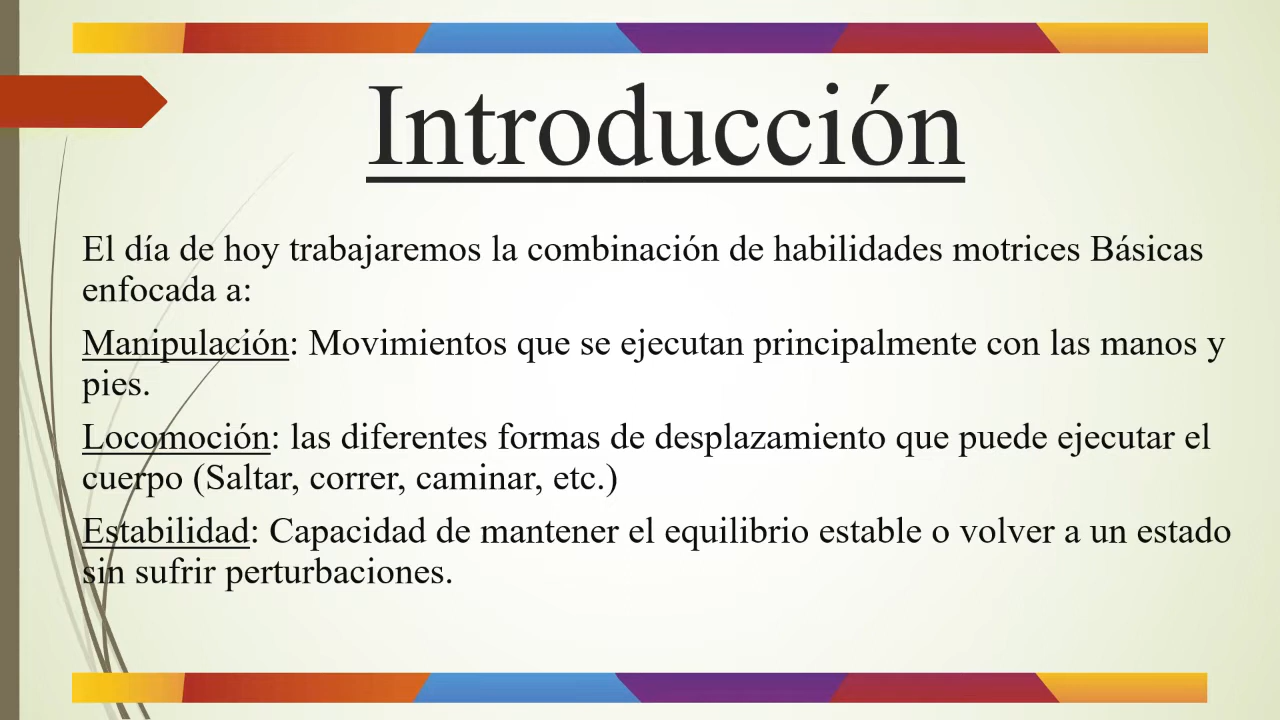 Introducción
El día de hoy trabajaremos la combinación de habilidades motrices Básicas
enfocada a:
Manipulación: Movimientos que se ejecutan principalmente con las manos y
pies.
Locomoción: las diferentes formas de desplazamiento que puede ejecutar el
cuerpo (Saltar, correr, caminar, etc.)
Estabilidad: Capacidad de mantener el equilibrio estable o volver a un estado
sin sufrir perturbaciones.